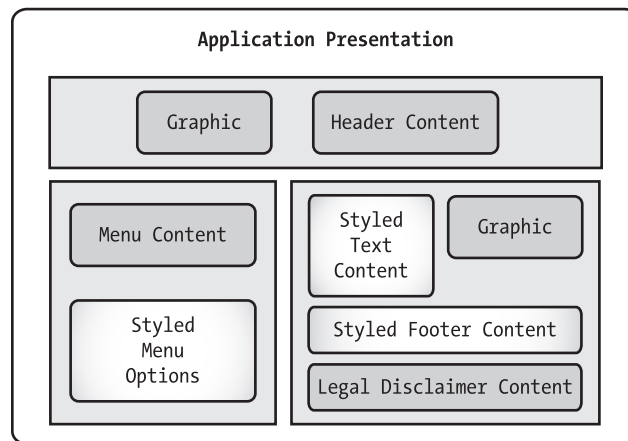 Application Presentation
Graphic
Header Content
Menu Content
Styled
Menu
Options
Styled
Text
Content
Graphic
Styled Footer Content
Legal Disclaimer Content